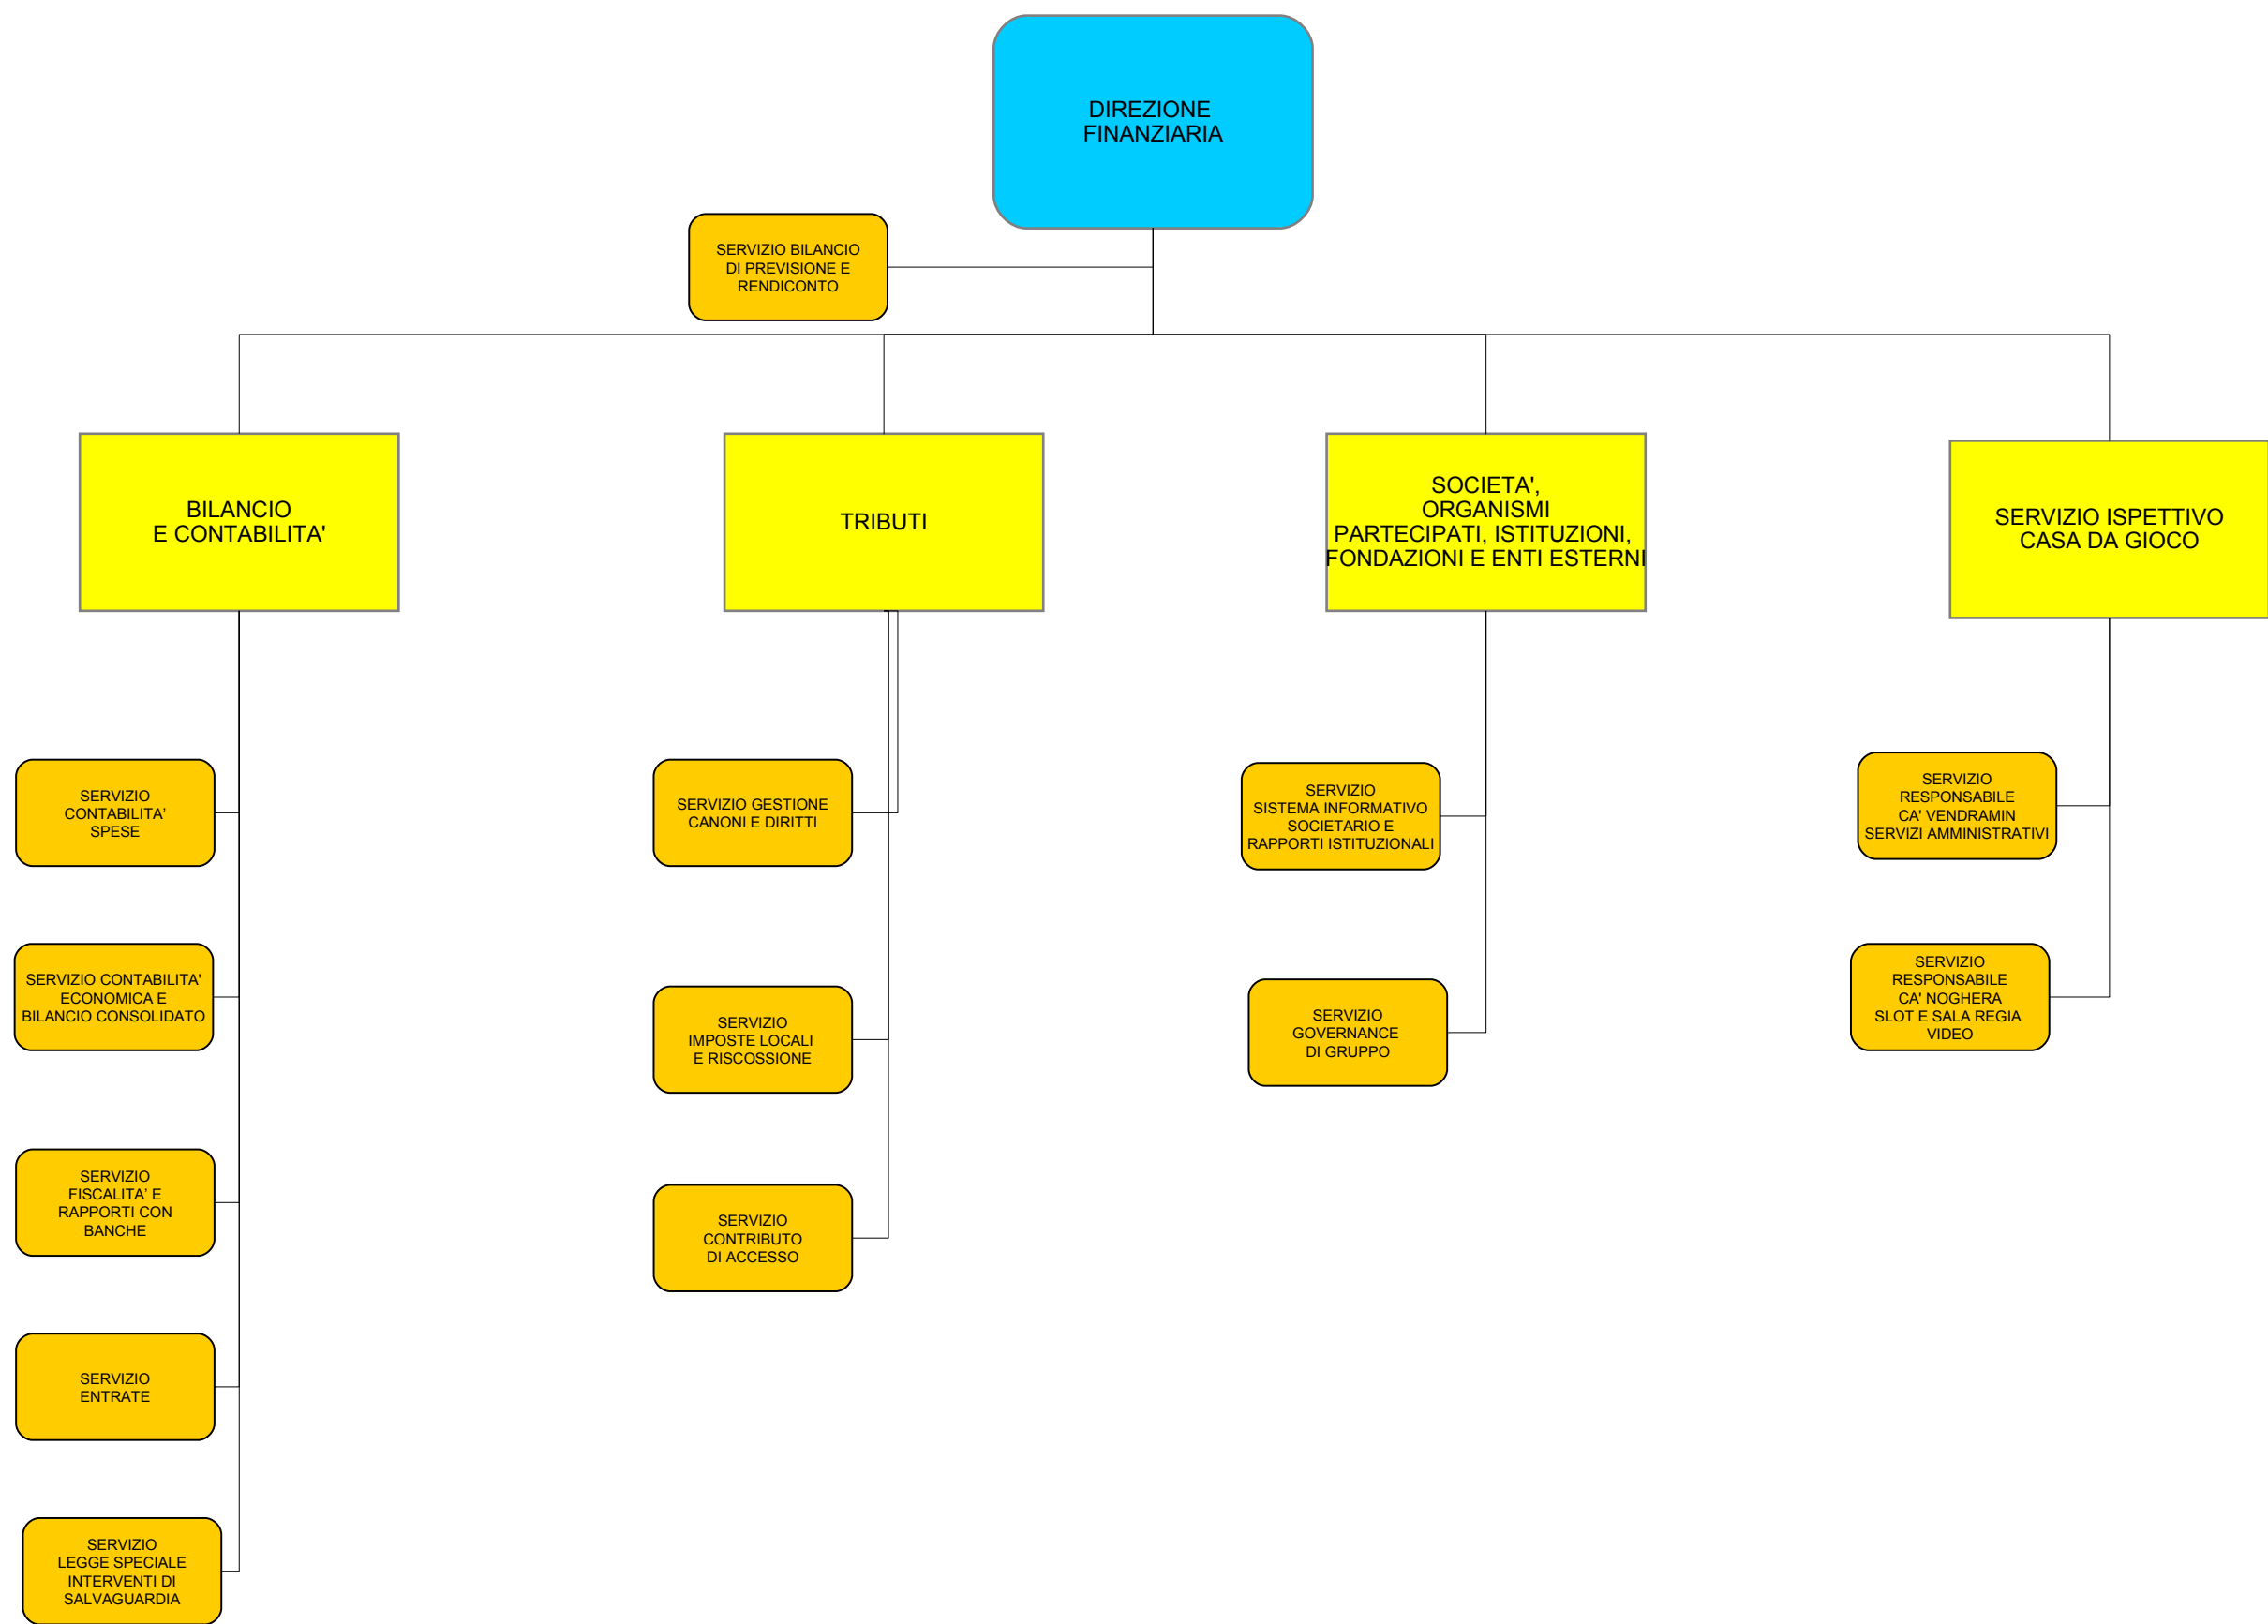 DIREZIONE
FINANZIARIA
SERVIZIO BILANCIO
DI PREVISIONE E
RENDICONTO
BILANCIO
E CONTABILITA'
TRIBUTI
SOCIETA',
ORGANISMI
PARTECIPATI, ISTITUZIONI,
FONDAZIONI E ENTI ESTERNI
SERVIZIO ISPETTIVO
CASA DA GIOCO
SERVIZIO
CONTABILITA'
SPESE
SERVIZIO GESTIONE
CANONI E DIRITTI
SERVIZIO
SISTEMA INFORMATIVO
SOCIETARIO E
RAPPORTI ISTITUZIONALI
SERVIZIO
RESPONSABILE
CA' VENDRAMIN
SERVIZI AMMINISTRATIVI
SERVIZIO CONTABILITA'
ECONOMICA E
BILANCIO CONSOLIDATO
SERVIZIO
IMPOSTE LOCALI
E RISCOSSIONE
SERVIZIO
GOVERNANCE
DI GRUPPO
SERVIZIO
RESPONSABILE
CA' NOGHERA
SLOT E SALA REGIA
VIDEO
SERVIZIO
FISCALITA' E
RAPPORTI CON
BANCHE
SERVIZIO
CONTRIBUTO
DI ACCESSO
SERVIZIO
ENTRATE
SERVIZIO
LEGGE SPECIALE
INTERVENTI DI
SALVAGUARDIA